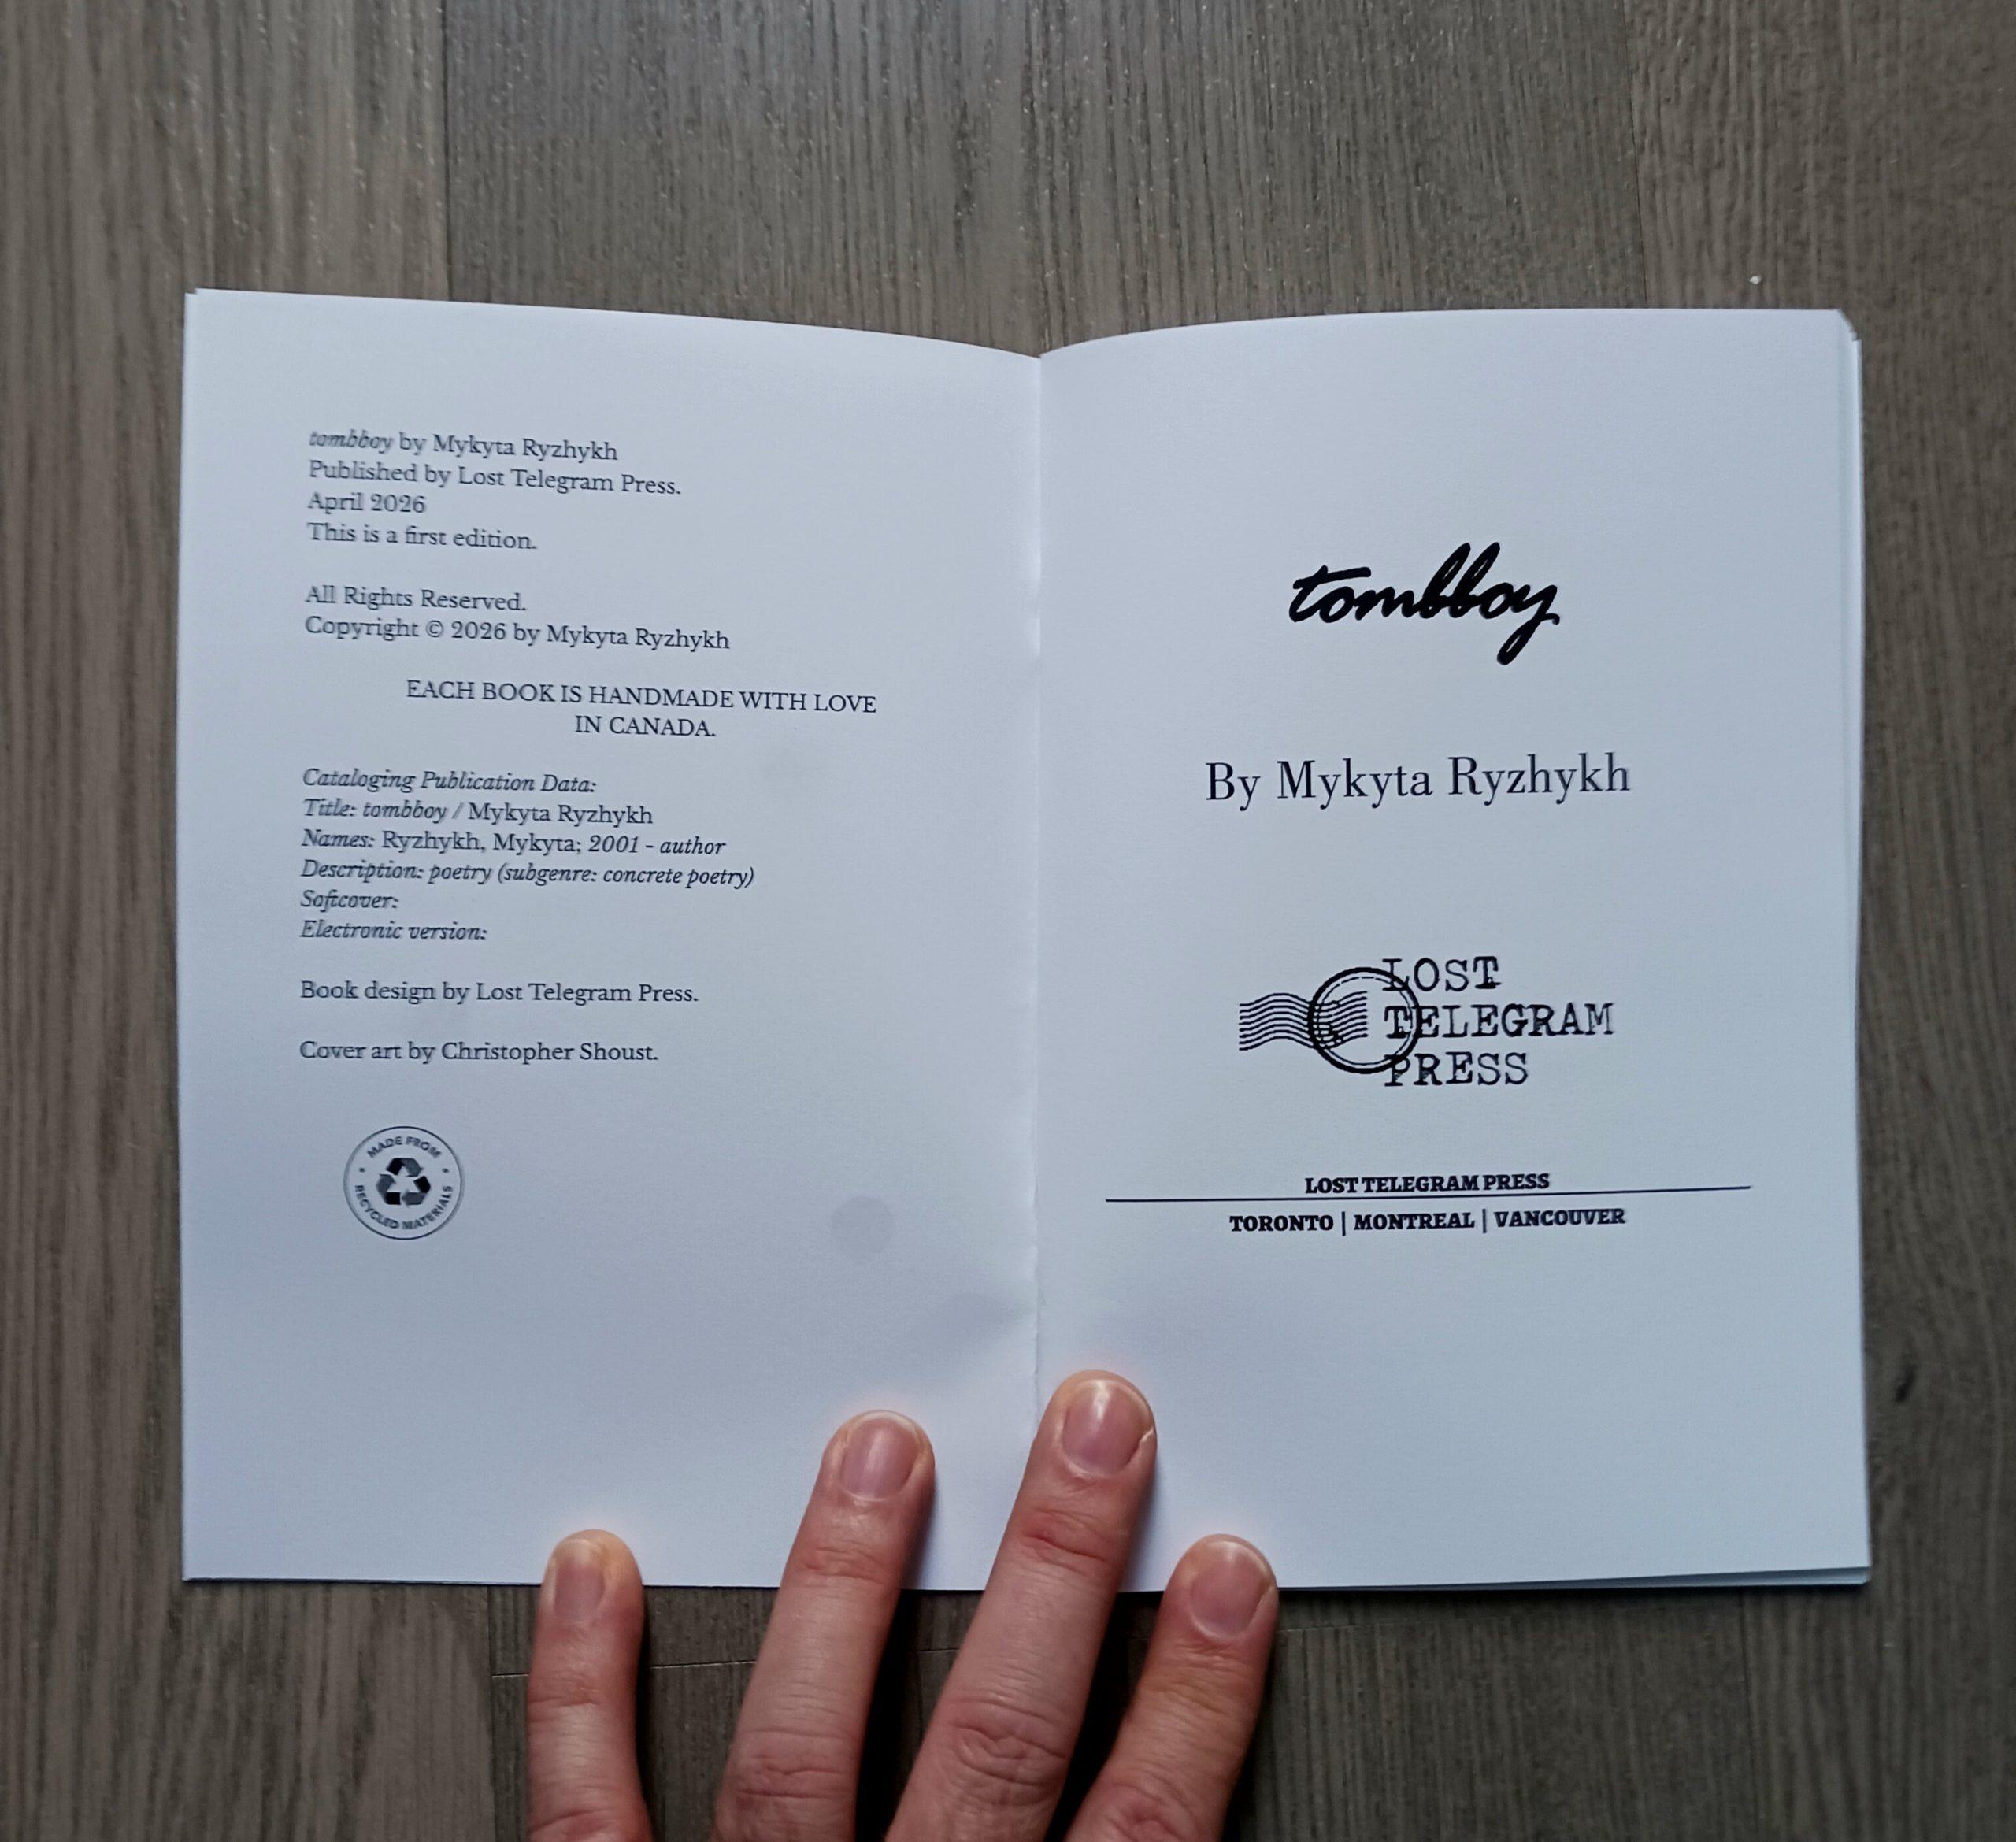 tombboy by Mykyta Ryzhykh
Published by Lost Telegram Press.
April 2026
This is a first edition.
All Rights Reserved.
Copyright © 2026 by Mykyta Ryzhykh
EACH BOOK IS HANDMADE WITH LOVE
IN CANADA.
Cataloging Publication Data:
Title: tombboy / Mykyta Ryzhykh
Names: Ryzhykh, Mykyta; 2001 - author
Description: poetry (subgenre: concrete poetry)
Softcover:
Electronic version:
Book design by Lost Telegram Press.
Cover art by Christopher Shoust.
MADE FROM
RECYCLED MATERIALS
tombboy
By Mykyta Ryzhykh
LOST
TELEGRAM
PRESS
LOST TELEGRAM PRESS
TORONTO | MONTREAL | VANCOUVER